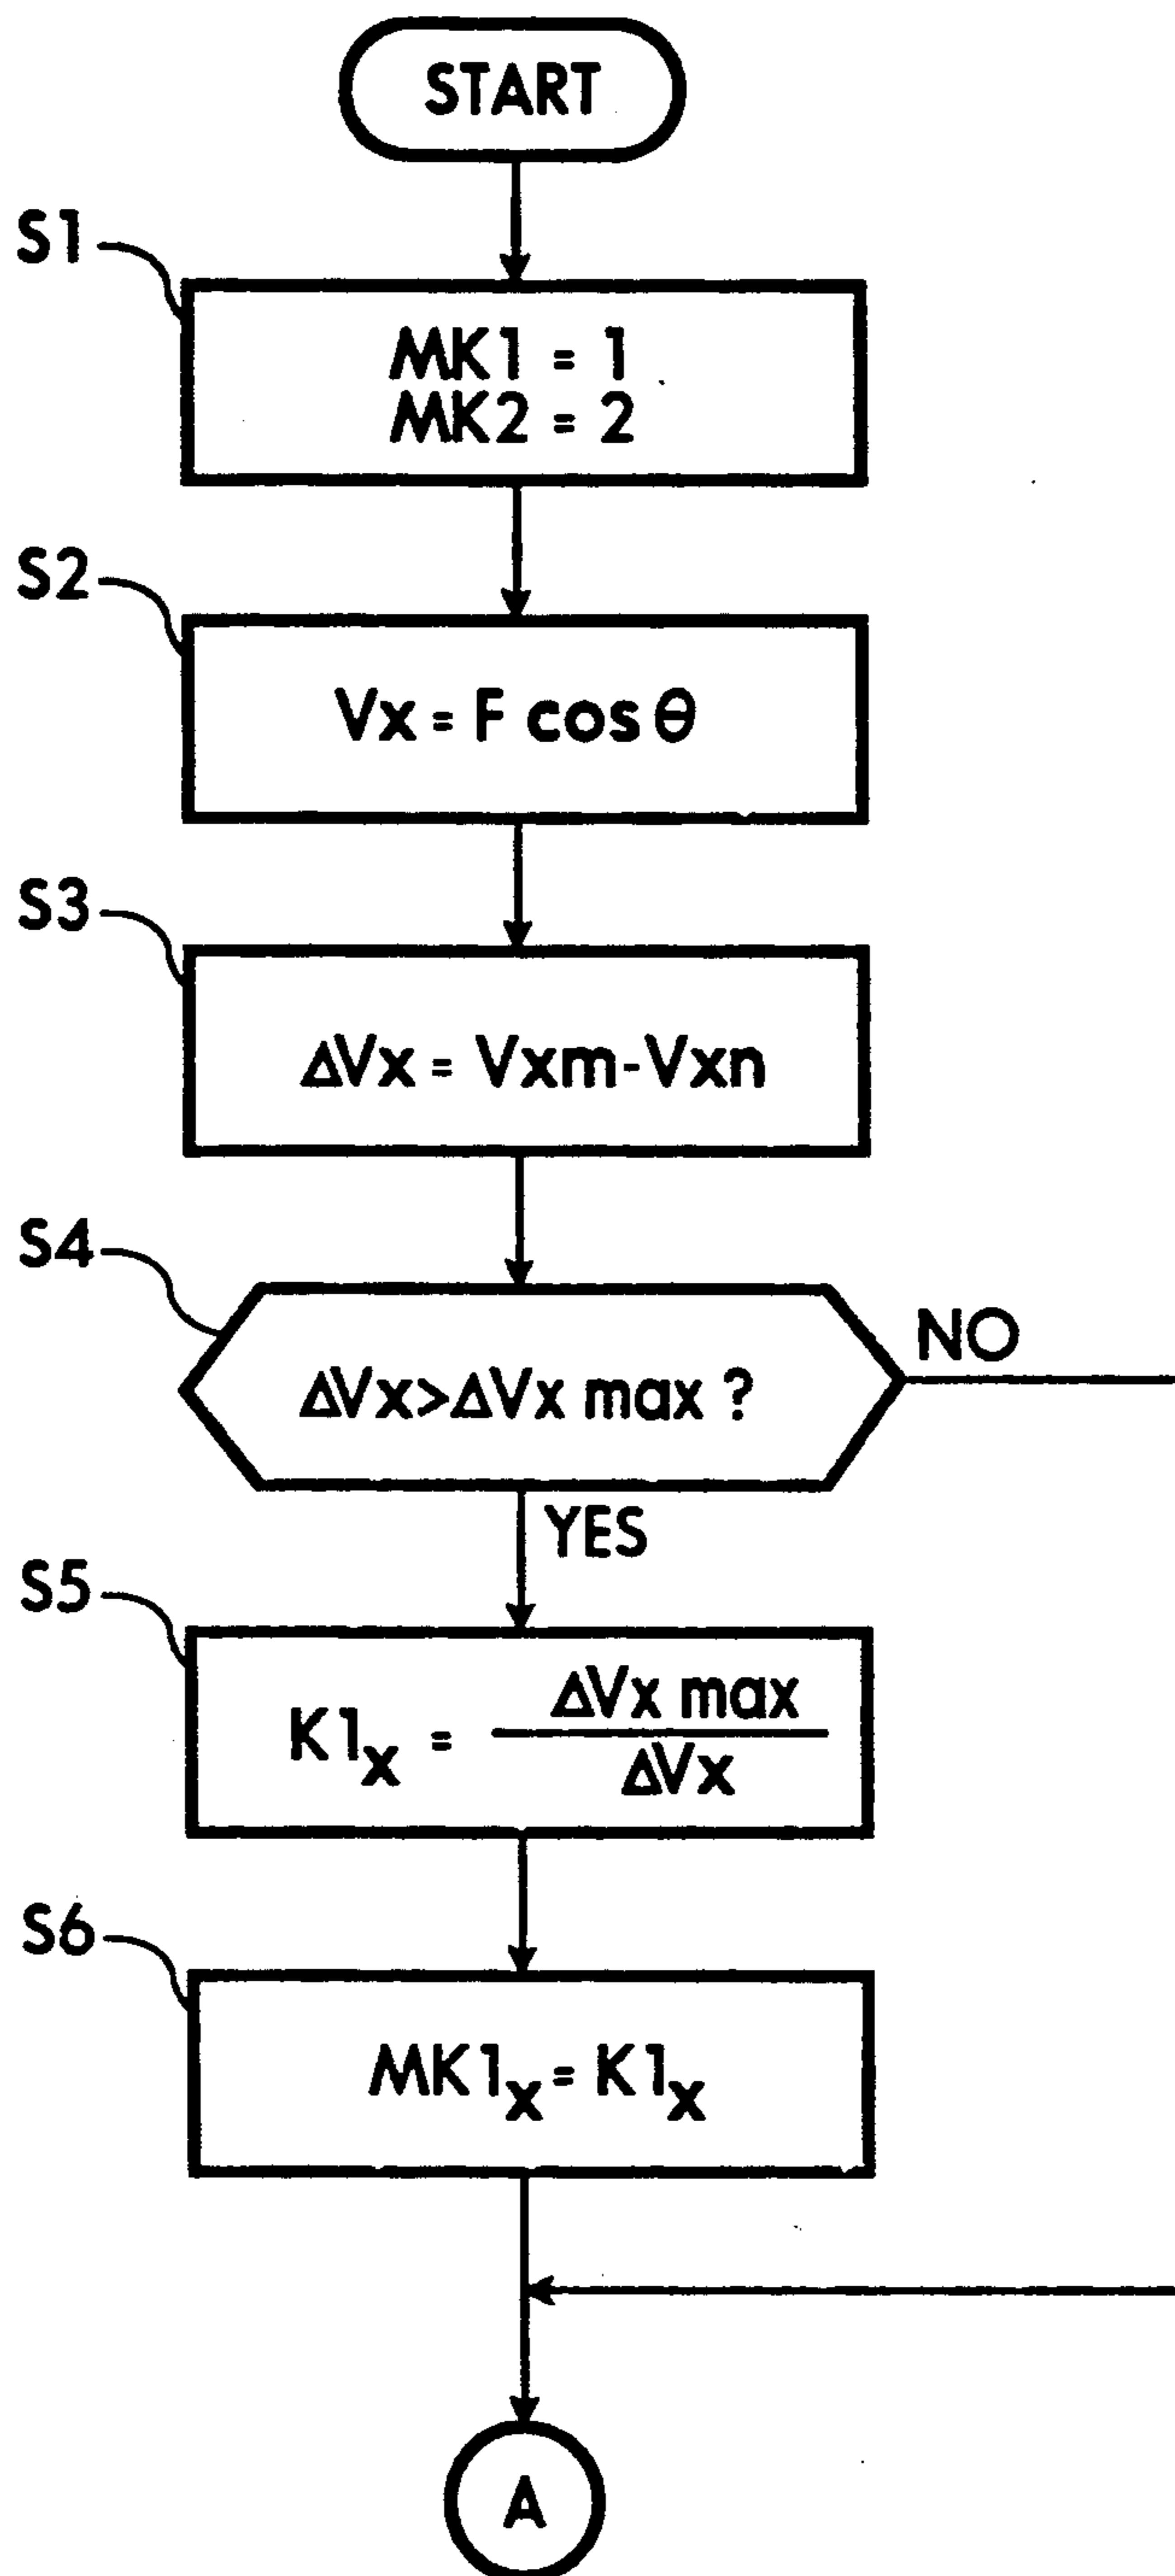 START
S1
MK1 = 1
MK2 = 2
S2
Vx = F cos θ
S3
ΔVx = Vxm-Vxn
S4
ΔVx>ΔVx max ?
NO
YES
S5
K1x = ΔVx max
ΔVx
S6
MK1x = K1x
A